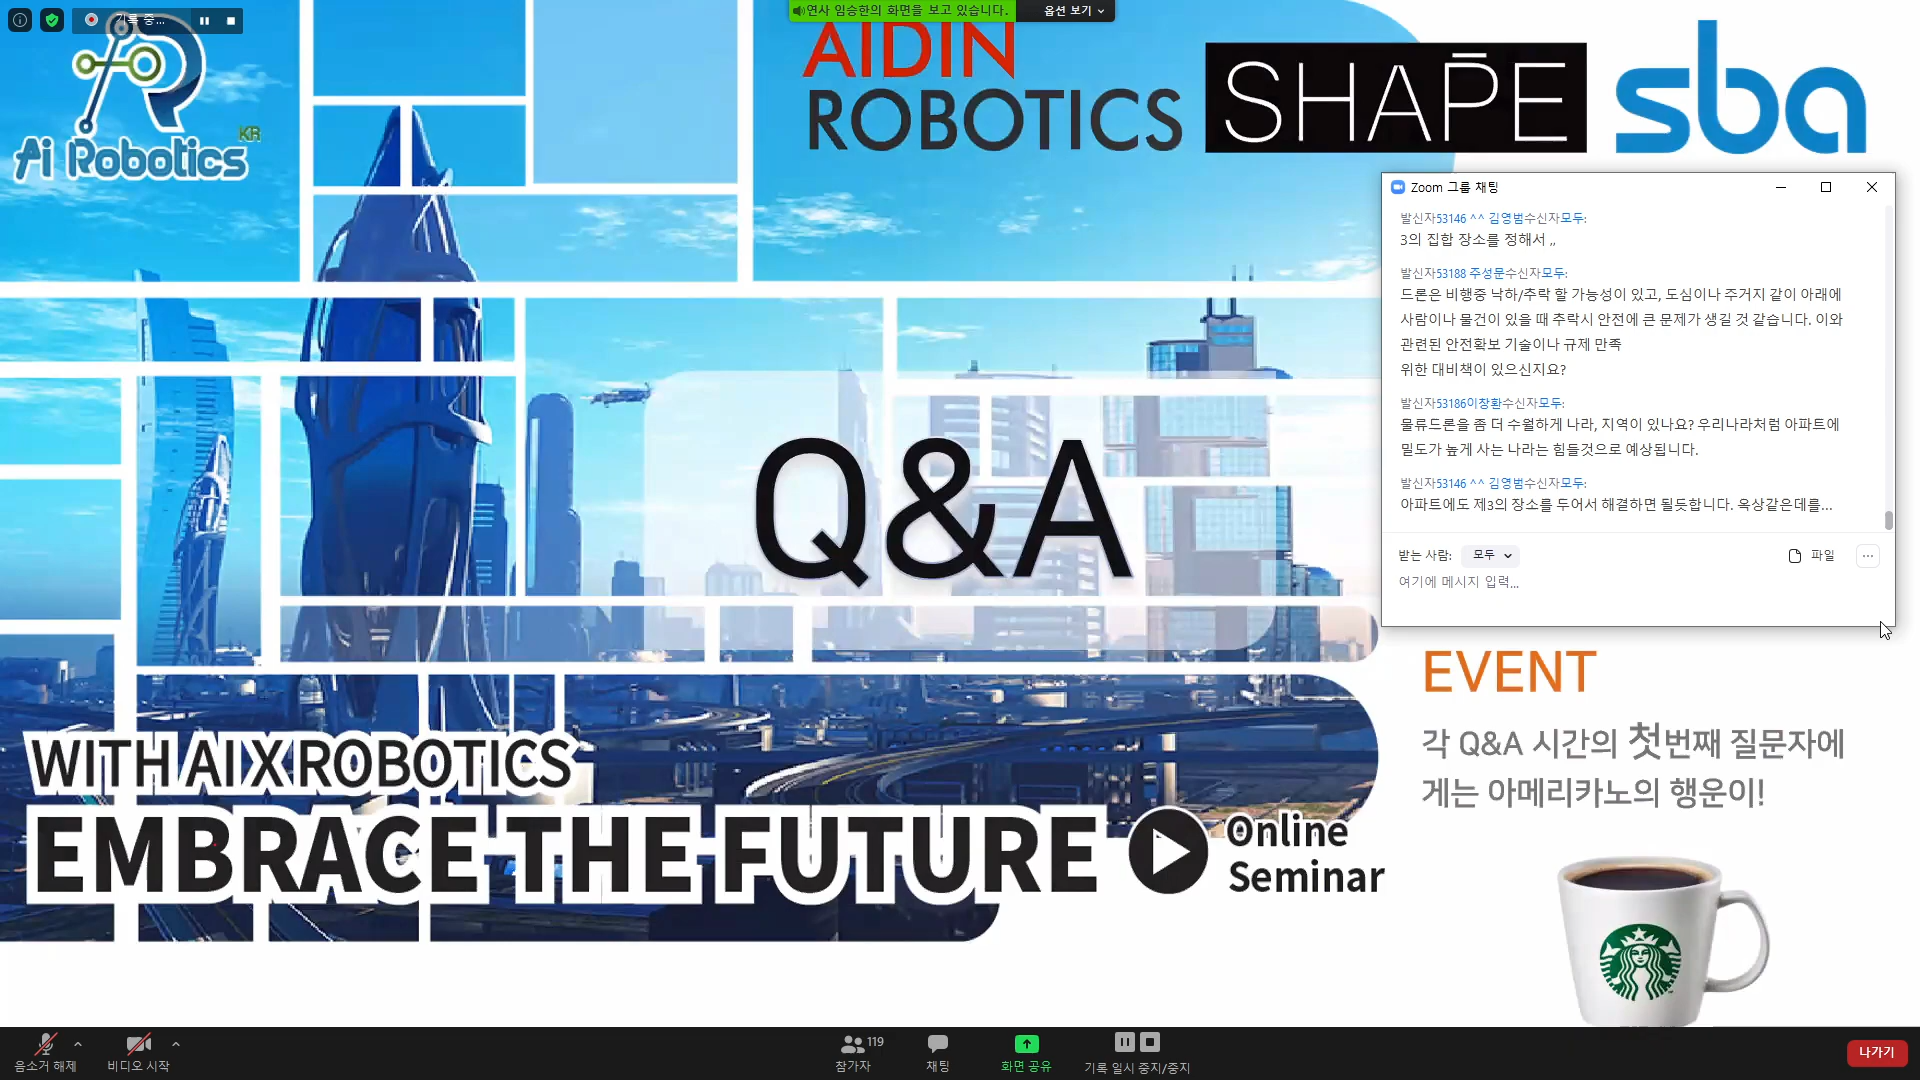 기록 중...
연사 임승한의 화면을 보고 있습니다.
옵션 보기
Ai Robotics
KR
AIDIN
ROBOTICS
SHAPE
sba
Zoom 그룹 채팅
발신자53146 ^^ 김영범수신자모두:
3의 집합 장소를 정해서 ,,
발신자53188 주성문수신자모두:
드론은 비행중 낙하/추락 할 가능성이 있고, 도심이나 주거지 같이 아래에
사람이나 물건이 있을 때 추락시 안전에 큰 문제가 생길 것 같습니다. 이와
관련된 안전확보 기술이나 규제 만족
위한 대비책이 있으신지요?
발신자53186이창환수신자모두:
물류드론을 좀 더 수월하게 나라, 지역이 있나요? 우리나라처럼 아파트에
밀도가 높게 사는 나라는 힘들것으로 예상됩니다.
발신자53146 ^^ 김영범수신자모두:
아파트에도 제3의 장소를 두어서 해결하면 될듯합니다. 옥상같은데를...
받는 사람: 모두
파일
여기에 메시지 입력...
Q&A
EVENT
각 Q&A 시간의 첫번째 질문자에
게는 아메리카노의 행운이!
WITH AI X ROBOTICS
EMBRACE THE FUTURE
Online
Seminar
음소거 해제
비디오 시작
119
참가자
채팅
화면 공유
기록 일시 중지/중지
나가기